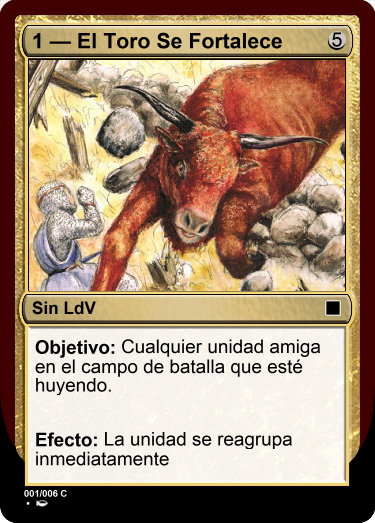 1 — El Toro Se Fortalece 5
Sin LdV
Objetivo: Cualquier unidad amiga
en el campo de batalla que esté
huyendo.
Efecto: La unidad se reagrupa
inmediatamente
001/006 C